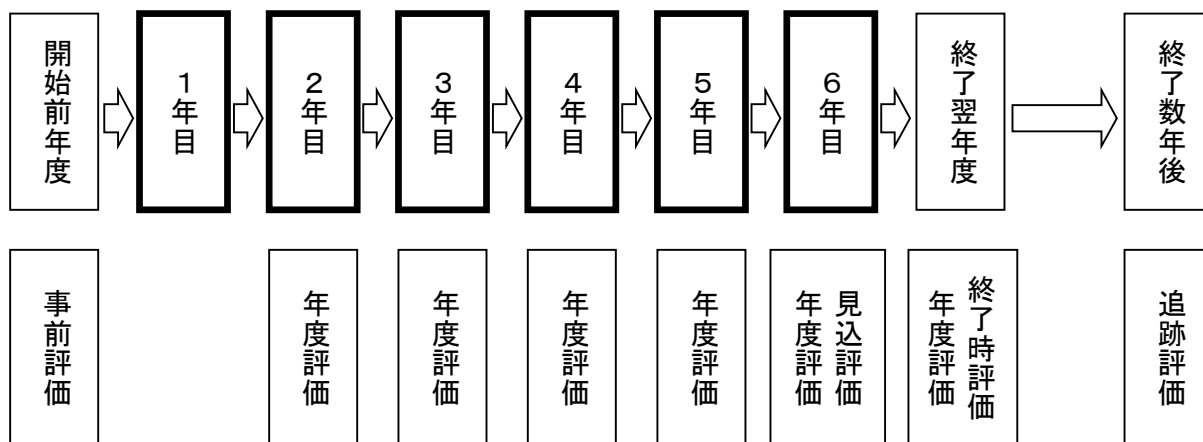 開始前年度
1年目
2年目
3年目
4年目
5年目
6年目
終了翌年度
終了数年後
事前評価
年度評価
年度評価
年度評価
年度評価
見込評価
年度評価
終了時評価
年度評価
追跡評価